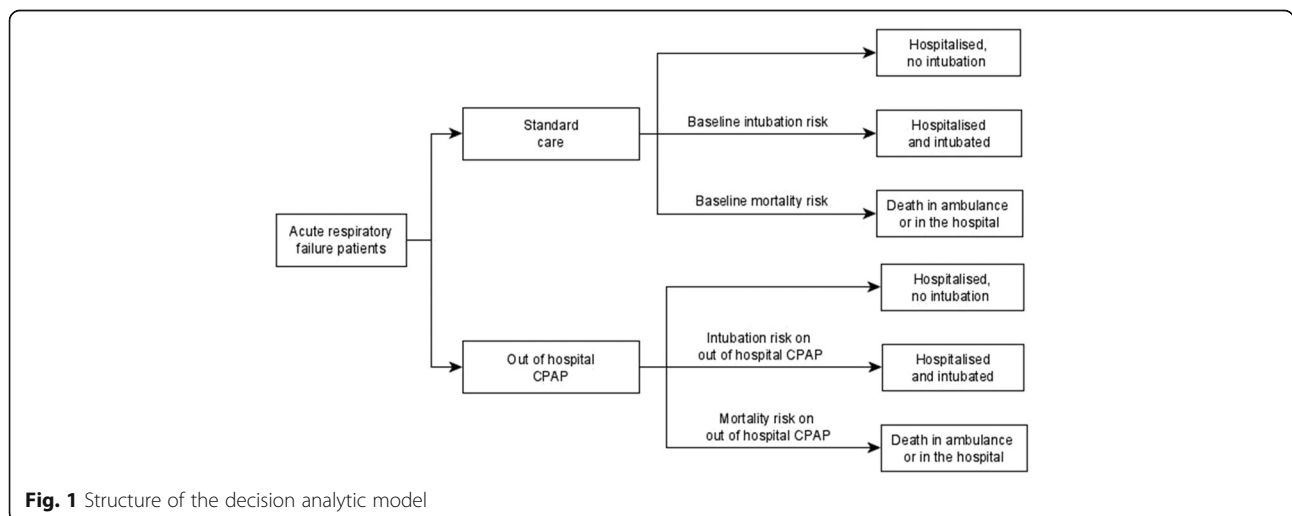 Acute respiratory
failure patients
Standard
care
Baseline intubation risk
Baseline mortality risk
Hospitalised,
no intubation
Hospitalised
and intubated
Death in ambulance
or in the hospital
Out of hospital
CPAP
Intubation risk on
out of hospital CPAP
Mortality risk on
out of hospital CPAP
Hospitalised,
no intubation
Hospitalised
and intubated
Death in ambulance
or in the hospital
Fig. 1 Structure of the decision analytic model